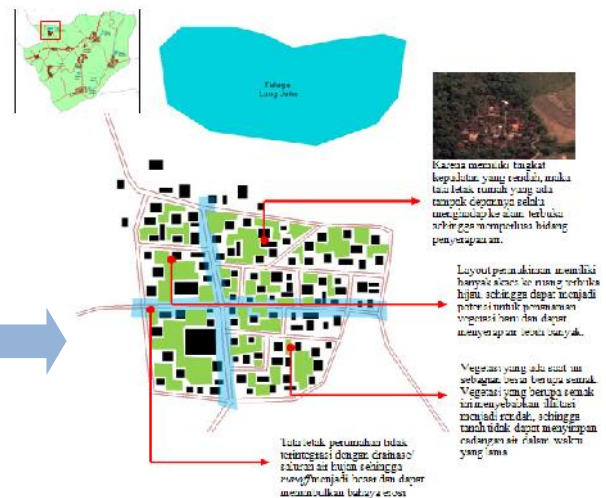 Telaga
Karena memiliki tingkat
kepadatan yang rendah, maka
tata letak rumah yang ada
tampak depannya selalu
menghadap ke alam terbuka
sehingga memperluas bidang
penyerapan air.
Layout permukiman memiliki
banyak akses ke ruang terbuka
hijau, sehingga dapat menjadi
potensi untuk penanaman
vegetasi baru dan dapat
menyerap air lebih banyak.
Vegetasi yang ada saat ini
sebagian besar berupa semak.
Vegetasi yang berupa semak
ini menyebabkan
menjadi rendah, sehingga
tanah tidak dapat menyimpan
cadangan air dalam waktu
yang lama
Tata letak perumahan tidak
terintegrasi dengan drainase/
saluran air hujan sehingga
runoff menjadi besar dan dapat
menimbulkan bahaya erosi